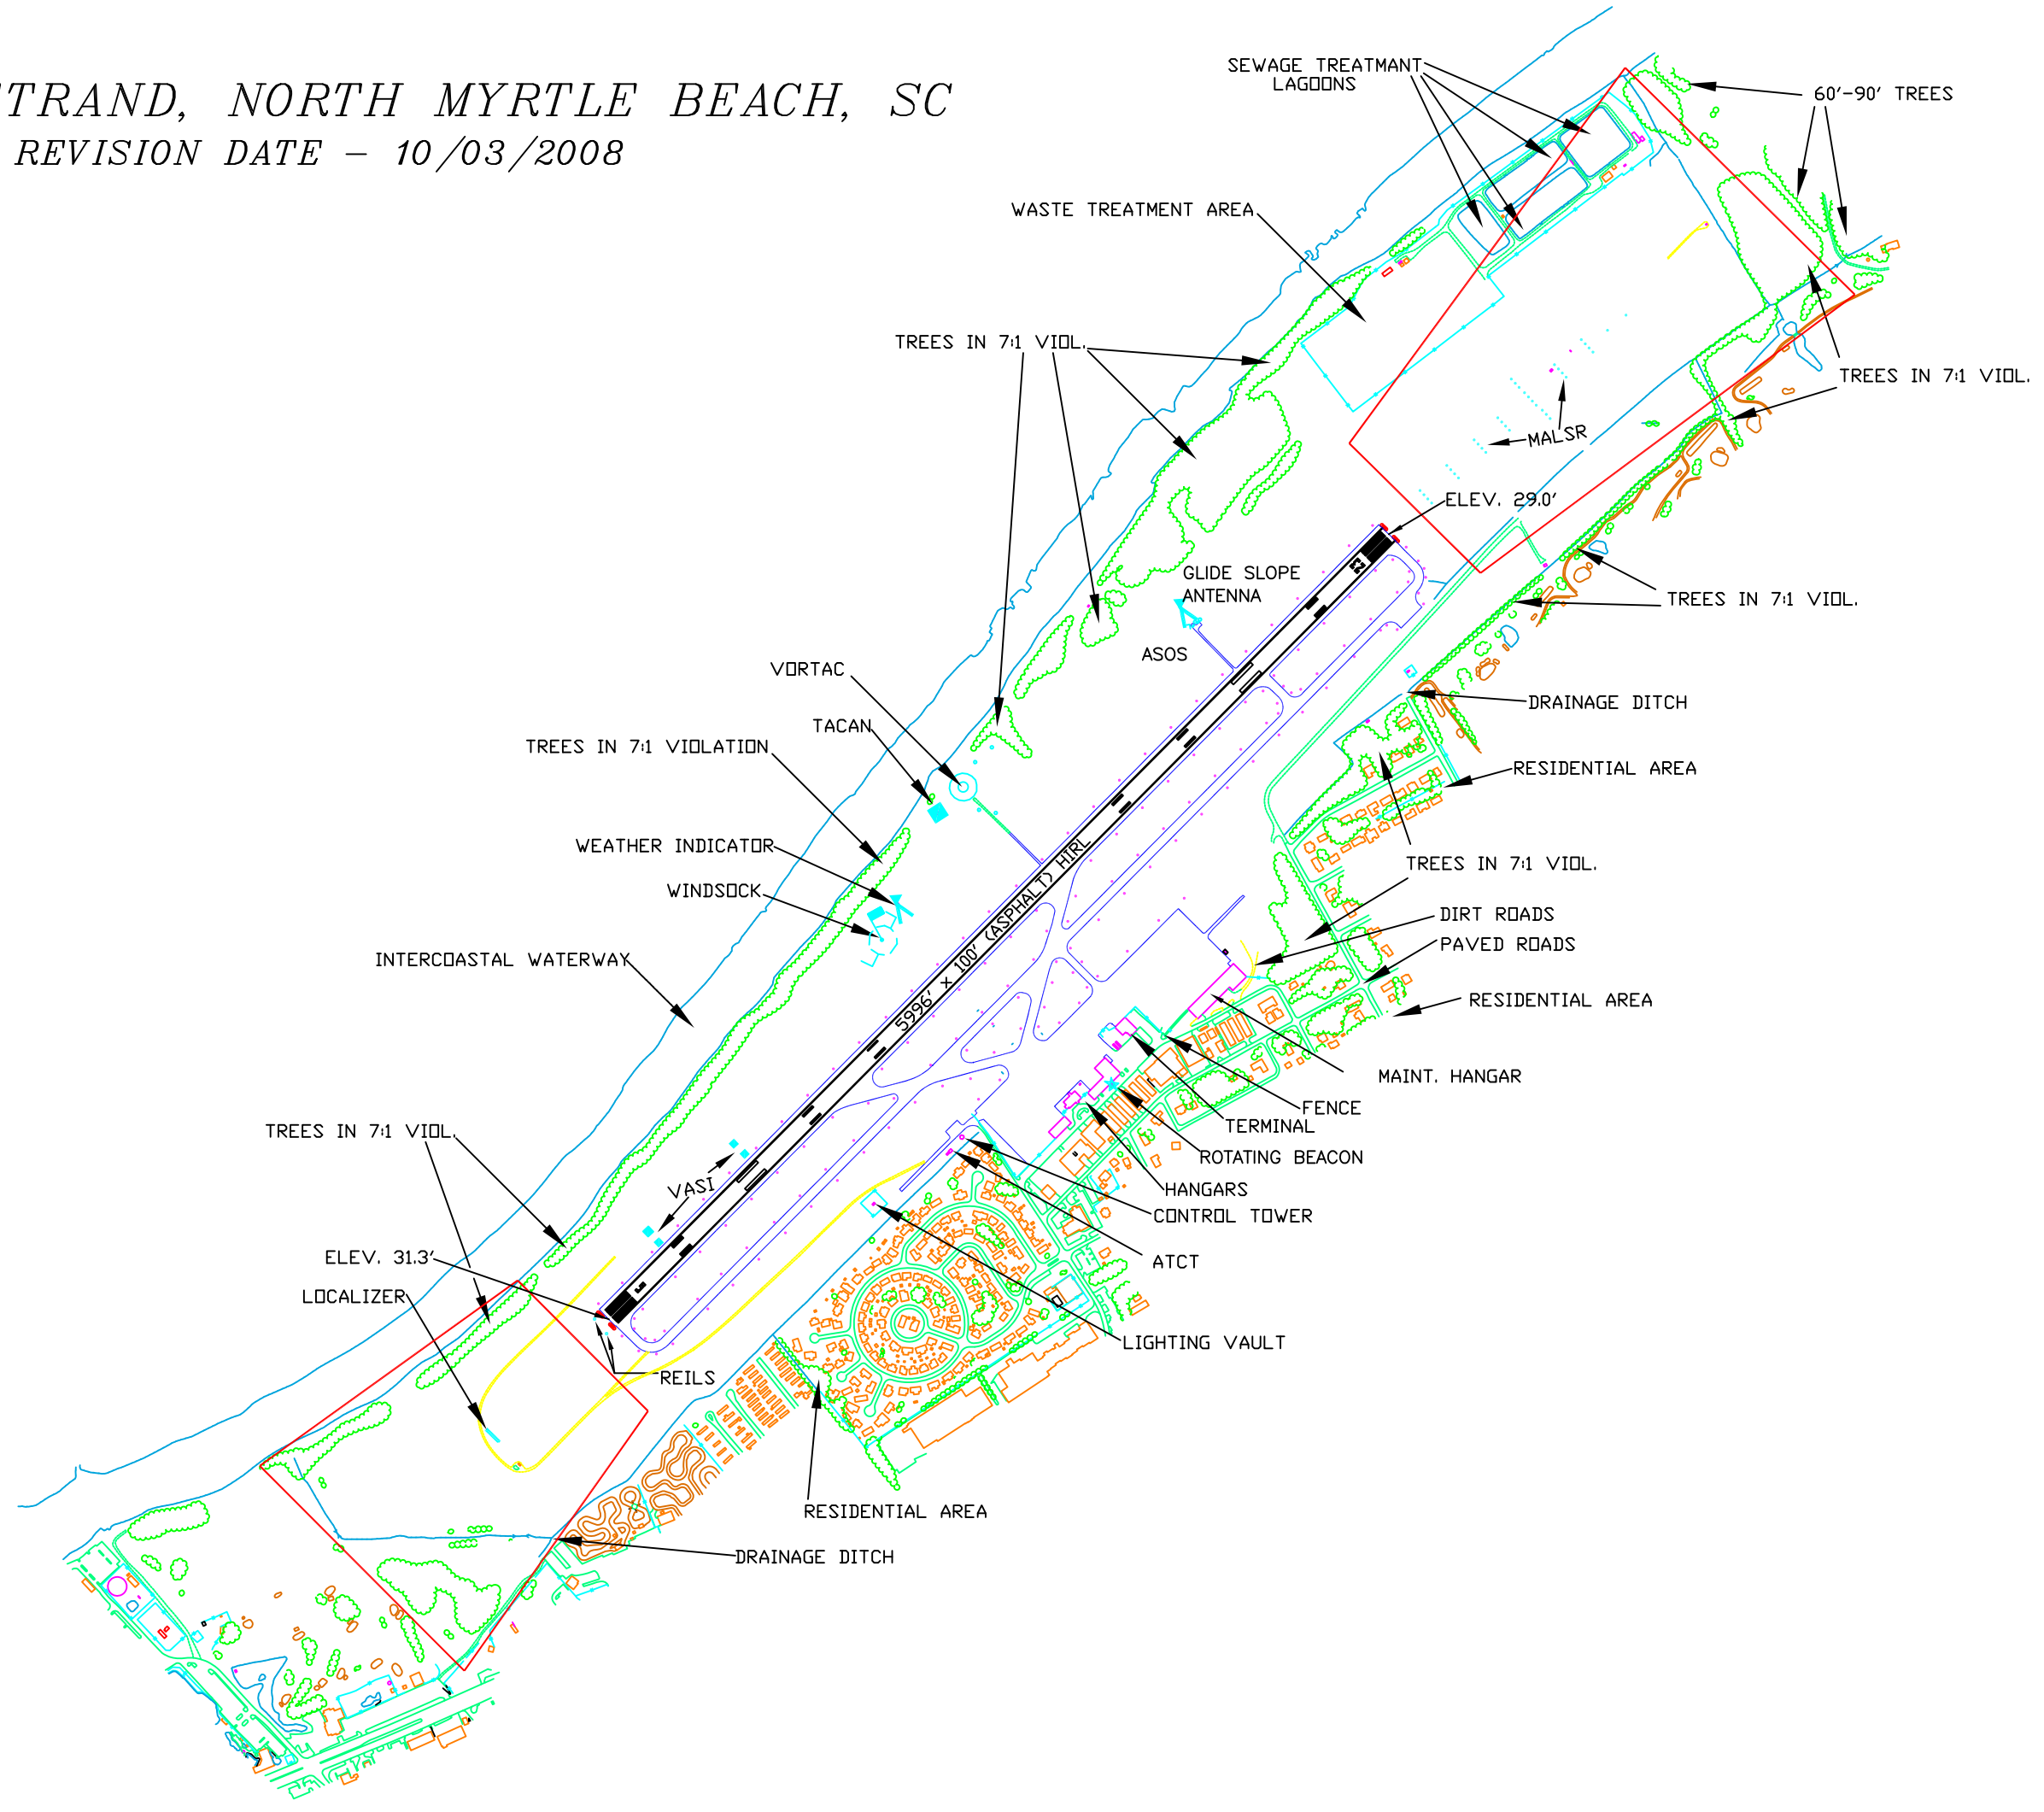 TRAND, NORTH MYRTLE BEACH, SC
REVISION DATE - 10/03/2008
SEWAGE TREATMANT
LAGOONS
60'-90' TREES
WASTE TREATMENT AREA
TREES IN 7:1 VIOL.
TREES IN 7:1 VIOL.
MALSR
ELEV. 29.0'
23
GLIDE SLOPE
ANTENNA
TREES IN 7:1 VIOL.
ASOS
VORTAC
DRAINAGE DITCH
TACAN
TREES IN 7:1 VIOLATION
RESIDENTIAL AREA
WEATHER INDICATOR
TREES IN 7:1 VIOL.
WINDSOCK
5996' x 100' (ASPHALT) HIRL
DIRT ROADS
PAVED ROADS
INTERCOASTAL WATERWAY
RESIDENTIAL AREA
MAINT. HANGAR
FENCE
TERMINAL
TREES IN 7:1 VIOL.
ROTATING BEACON
VASI
HANGARS
CONTROL TOWER
ELEV. 31.3'
ATCT
5
LOCALIZER
LIGHTING VAULT
REILS
RESIDENTIAL AREA
DRAINAGE DITCH